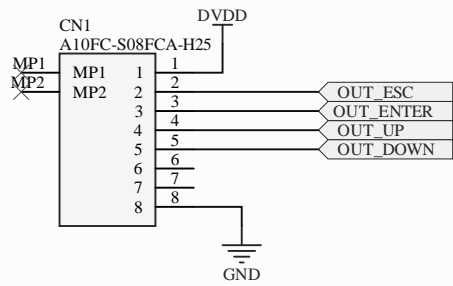 CN1
DVDD
A10FC-S08FCA-H25
MP1 MP1 1 1
MP2 MP2 2 2 OUT_ESC
3 3 OUT_ENTER
4 4 OUT_UP
5 5 OUT_DOWN
6 6
7 7
8 8
GND